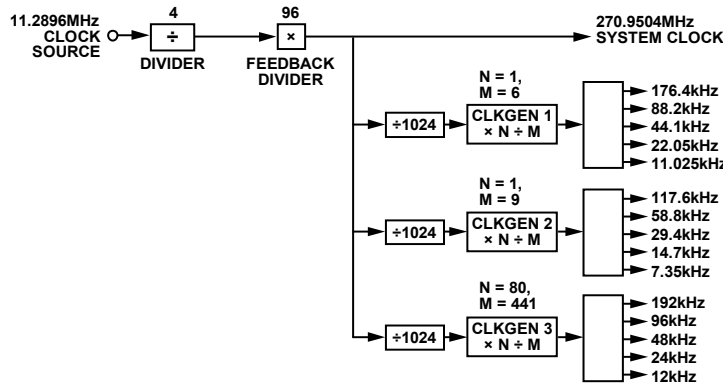 11.2896MHz
CLOCK
SOURCE
4
÷
DIVIDER
96
×
FEEDBACK
DIVIDER
270.9504MHz
SYSTEM CLOCK
N = 1,
M = 6
÷1024
CLKGEN 1
× N ÷ M
176.4kHz
88.2kHz
44.1kHz
22.05kHz
11.025kHz
N = 1,
M = 9
÷1024
CLKGEN 2
× N ÷ M
117.6kHz
58.8kHz
29.4kHz
14.7kHz
7.35kHz
N = 80,
M = 441
÷1024
CLKGEN 3
× N ÷ M
192kHz
96kHz
48kHz
24kHz
12kHz